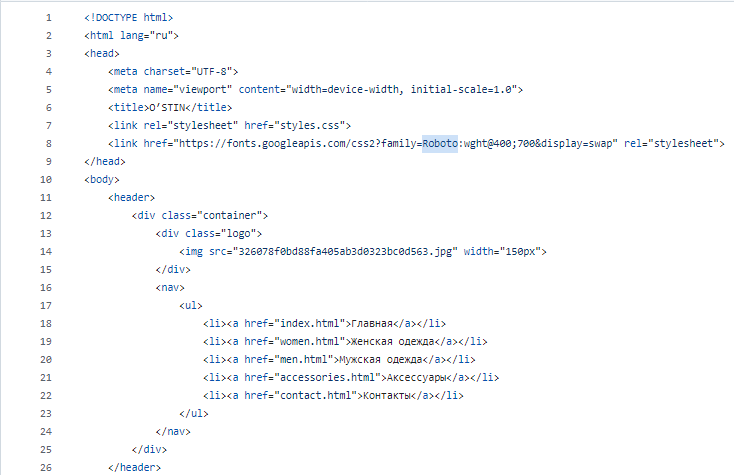 1 <!DOCTYPE html>
2 <html lang="ru">
3 <head>
4 <meta charset="UTF-8">
5 <meta name="viewport" content="width=device-width, initial-scale=1.0">
6 <title>O’STIN</title>
7 <link rel="stylesheet" href="styles.css">
8 <link href="https://fonts.googleapis.com/css2?family=Roboto:wght@400;700&display=swap" rel="stylesheet">
9 </head>
10 <body>
11 <header>
12 <div class="container">
13 <div class="logo">
14 <img src="326078f0bd88fa405ab3d0323bc0d563.jpg" width="150px">
15 </div>
16 <nav>
17 <ul>
18 <li><a href="index.html">Главная</a></li>
19 <li><a href="women.html">Женская одежда</a></li>
20 <li><a href="men.html">Мужская одежда</a></li>
21 <li><a href="accessories.html">Аксессуары</a></li>
22 <li><a href="contact.html">Контакты</a></li>
23 </ul>
24 </nav>
25 </div>
26 </header>